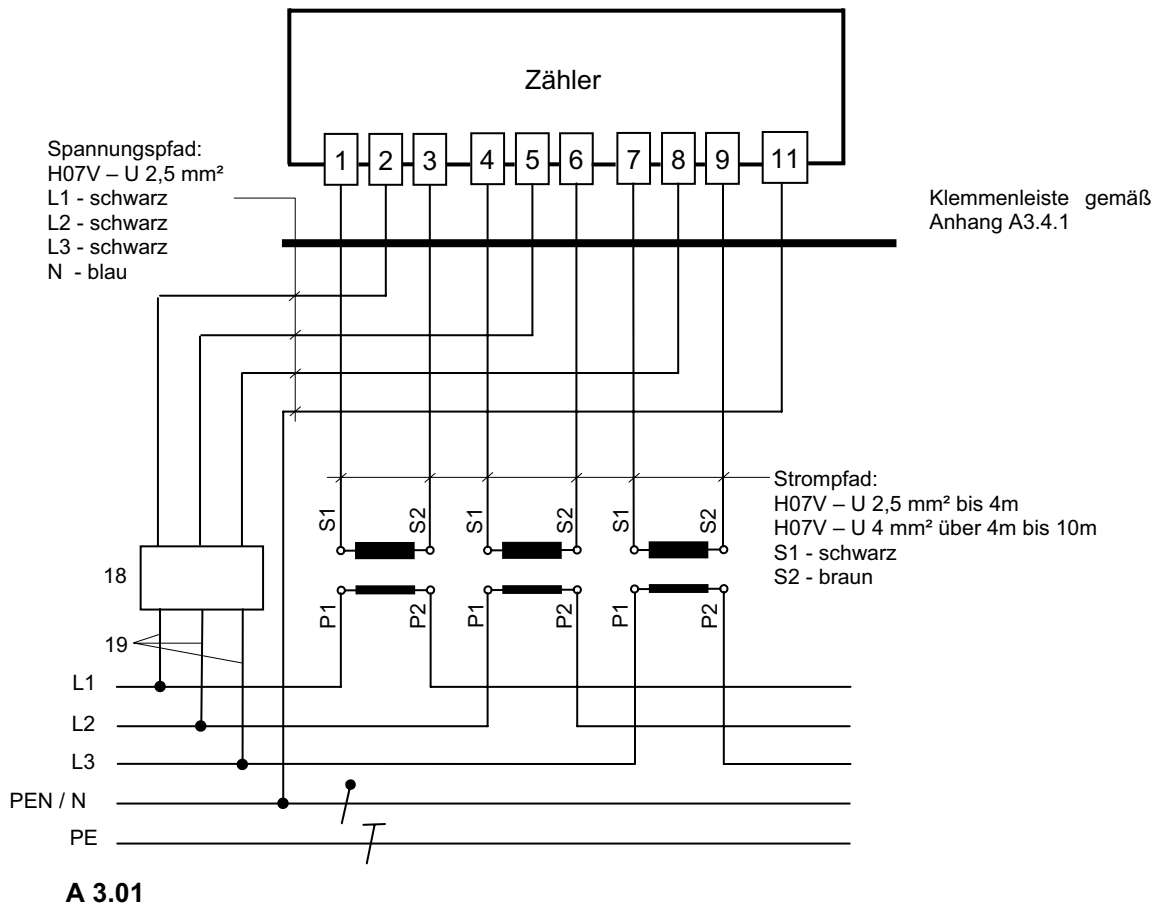 Zähler
1 2 3 4 5 6 7 8 9 11
Spannungspfad:
H07V – U 2,5 mm²
L1 - schwarz
L2 - schwarz
L3 - schwarz
N - blau
Klemmenleiste gemäß
Anhang A3.4.1
Strompfad:
H07V – U 2,5 mm² bis 4m
H07V – U 4 mm² über 4m bis 10m
S1 - schwarz
S2 - braun
S1 S2 S1 S2 S1 S2
P1 P2 P1 P2 P1 P2
18
19
L1
L2
L3
PEN / N
PE
A 3.01